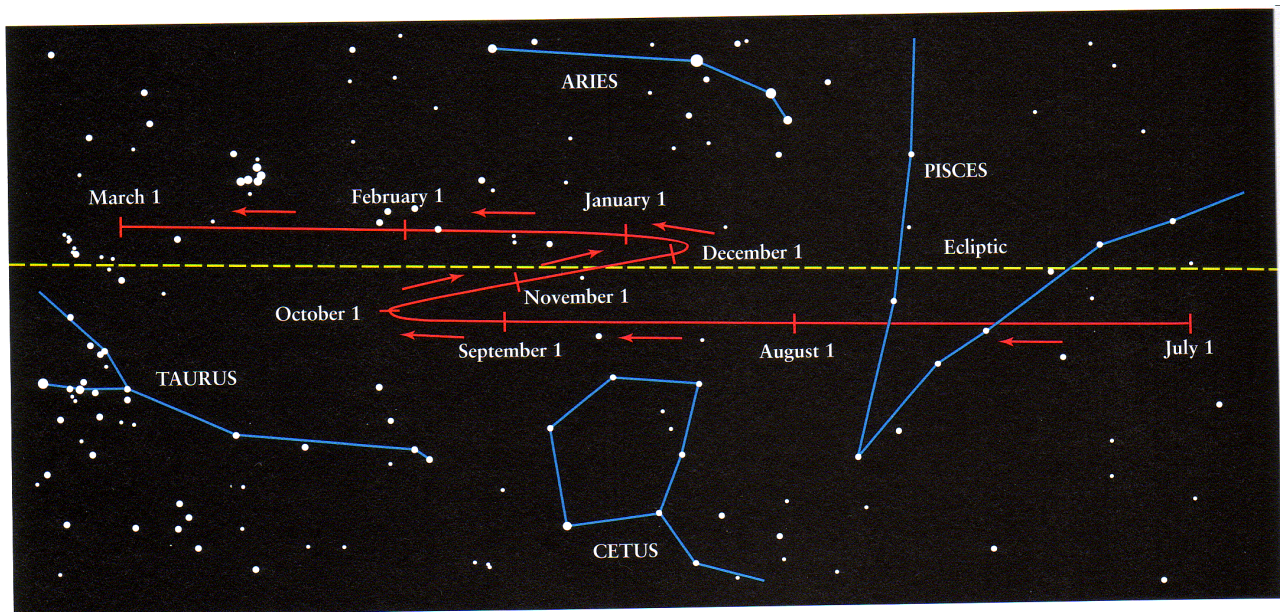 ARIES
PISCES
March 1
February 1
January 1
December 1
Ecliptic
November 1
October 1
September 1
August 1
July 1
TAURUS
CETUS